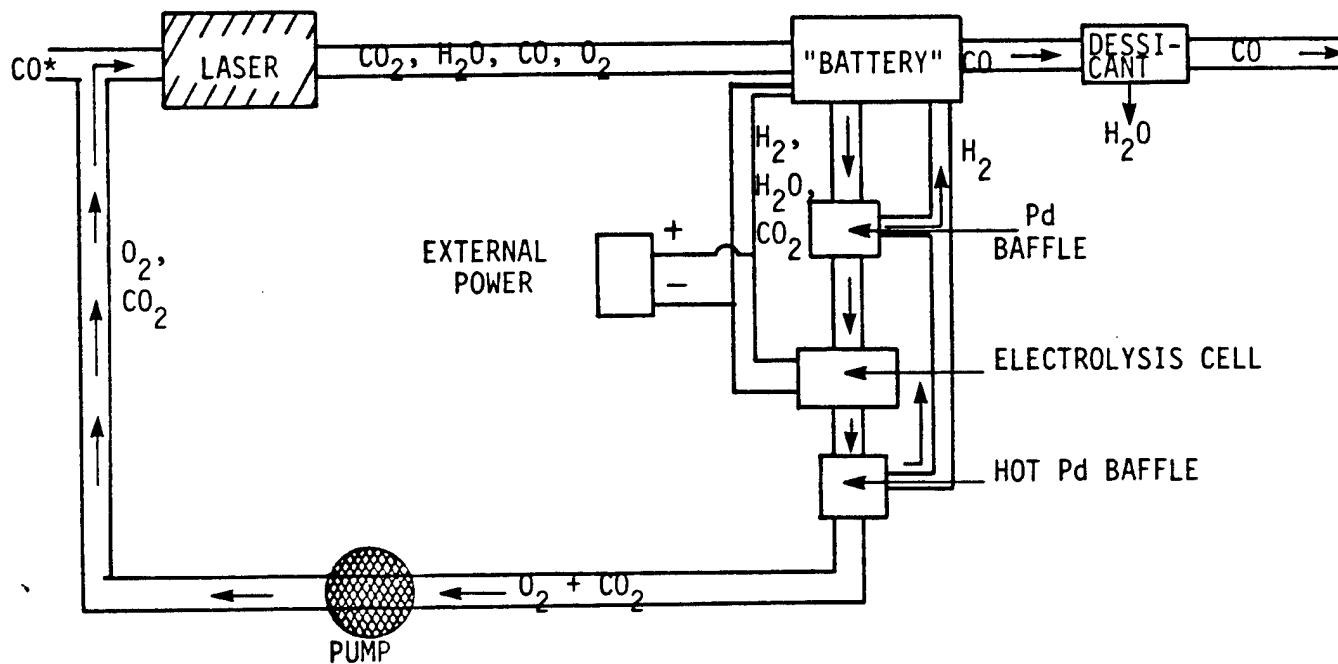 CO*
LASER
CO₂, H₂O, CO, O₂
"BATTERY"
CO
DESSI-
CANT
CO
H₂O
H₂,
H₂O,
CO₂
H₂
Pd
BAFFLE
+
−
EXTERNAL
POWER
O₂,
CO₂
ELECTROLYSIS CELL
HOT Pd BAFFLE
O₂ + CO₂
PUMP